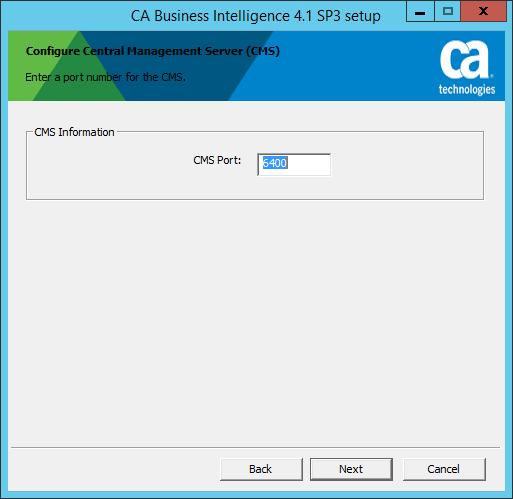 CA Business Intelligence 4.1 SP3 setup
Configure Central Management Server (CMS)
Enter a port number for the CMS.
ca
technologies
CMS Information
CMS Port: 6400
Back Next Cancel